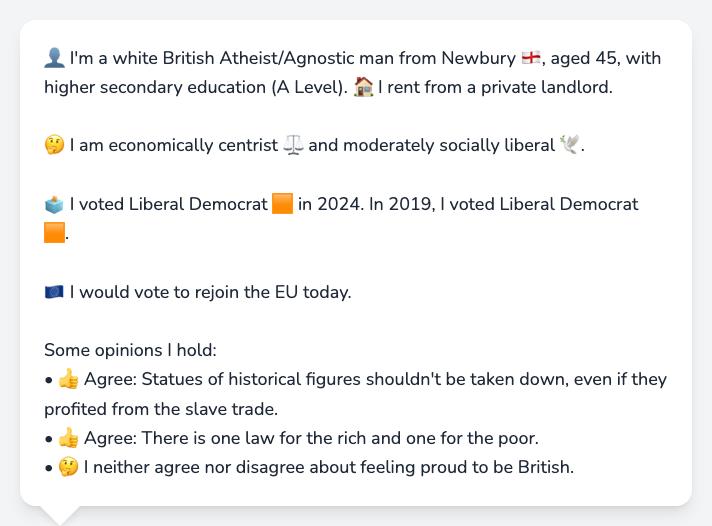 👤 I'm a white British Atheist/Agnostic man from Newbury 🏴󠁧󠁢󠁥󠁮󠁧󠁿, aged 45, with
higher secondary education (A Level). 🏠 I rent from a private landlord.
🤔 I am economically centrist ⚖️ and moderately socially liberal 🕊️.
🗳️ I voted Liberal Democrat 🟧 in 2024. In 2019, I voted Liberal Democrat
🟧.
🇪🇺 I would vote to rejoin the EU today.
Some opinions I hold:
• 👍 Agree: Statues of historical figures shouldn't be taken down, even if they
profited from the slave trade.
• 👍 Agree: There is one law for the rich and one for the poor.
• 🤔 I neither agree nor disagree about feeling proud to be British.